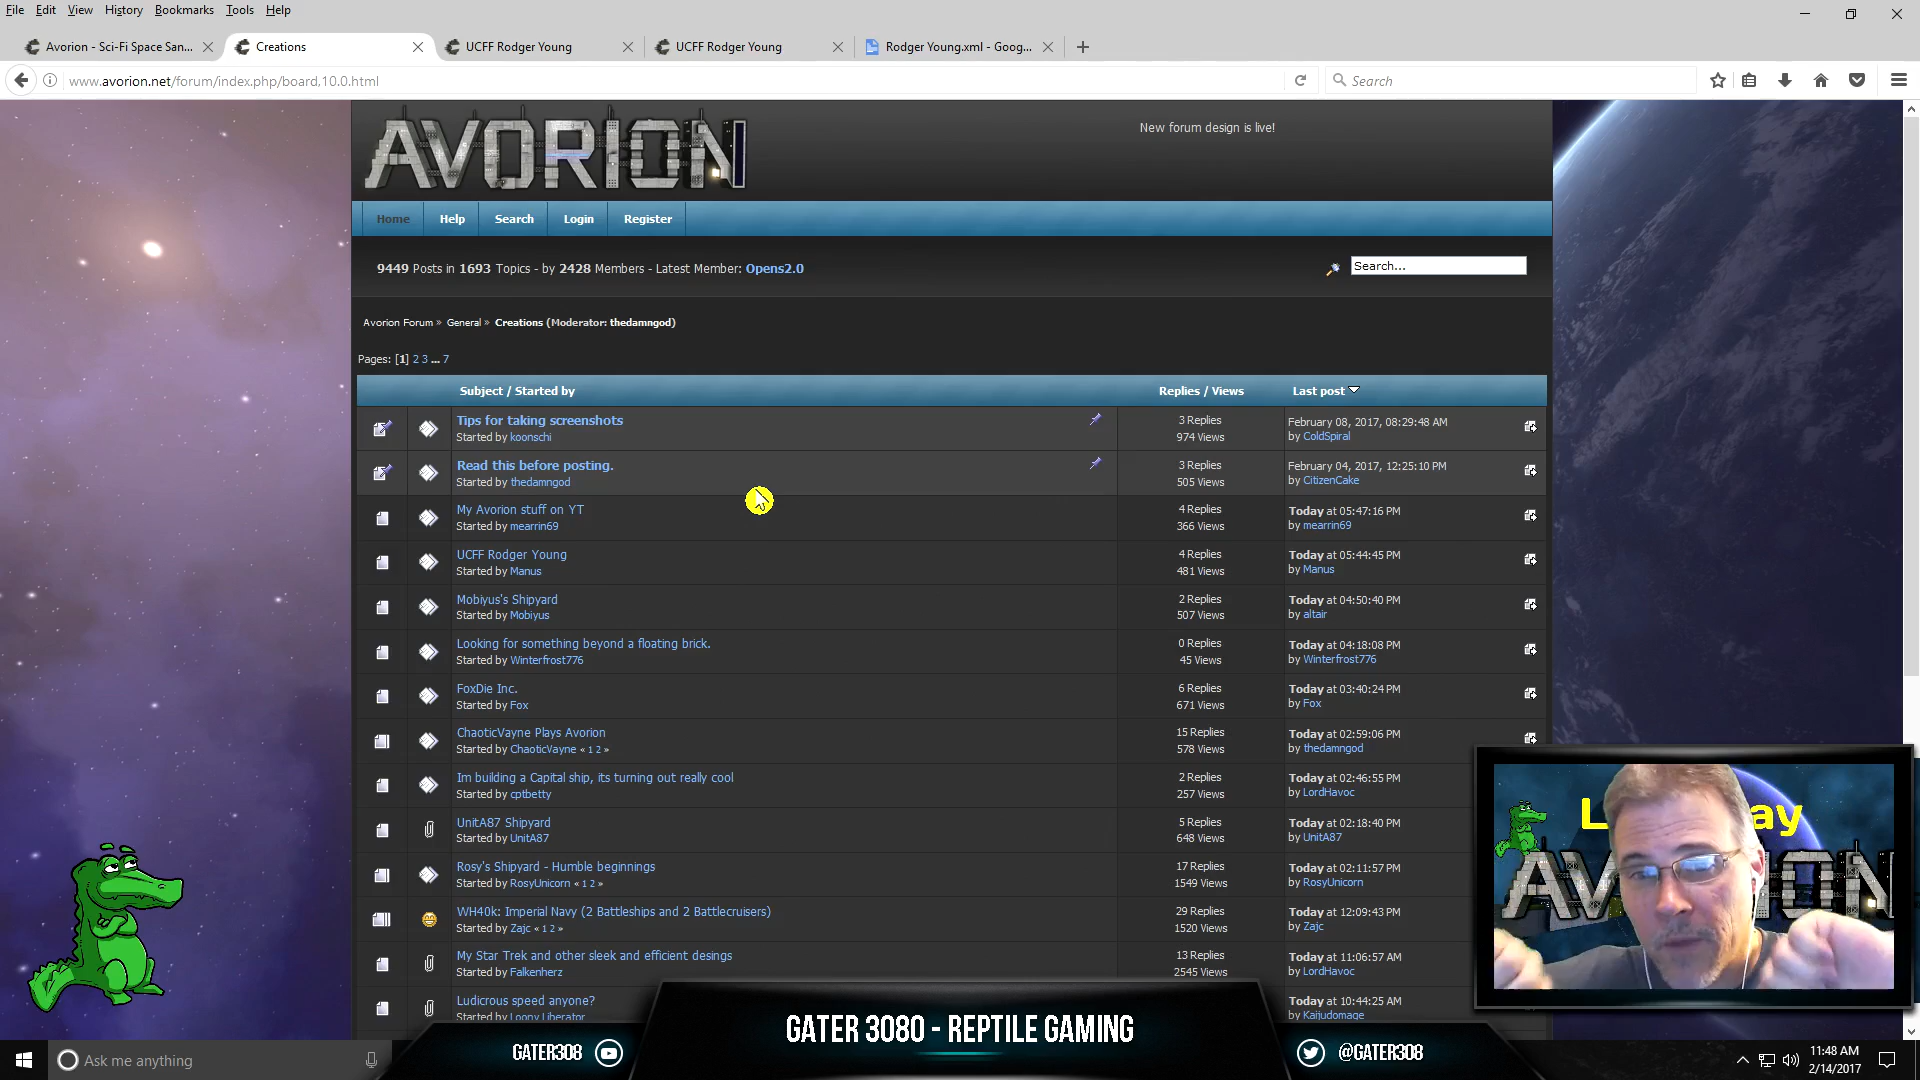 File Edit View History Bookmarks Tools Help
Avorion - Sci-Fi Space San...
Creations
UCFF Rodger Young
UCFF Rodger Young
Rodger Young.xml - Goog...
www.avorion.net/forum/index.php/board,10.0.html
Search
AVORION
New forum design is live!
Home Help Search Login Register
9449 Posts in 1693 Topics - by 2428 Members - Latest Member: Opens2.0
Search...
Avorion Forum » General » Creations (Moderator: thedamngod)
Pages: [1] 2 3 ... 7
Subject / Started by Replies / Views Last post
Tips for taking screenshots
Started by koonschi
3 Replies
974 Views
February 08, 2017, 08:29:48 AM
by ColdSpiral
Read this before posting.
Started by thedamngod
3 Replies
505 Views
February 04, 2017, 12:25:10 PM
by CitizenCake
My Avorion stuff on YT
Started by mearrin69
4 Replies
366 Views
Today at 05:47:16 PM
by mearrin69
UCFF Rodger Young
Started by Manus
4 Replies
481 Views
Today at 05:44:45 PM
by Manus
Mobiyus's Shipyard
Started by Mobiyus
2 Replies
507 Views
Today at 04:50:40 PM
by altair
Looking for something beyond a floating brick.
Started by Winterfrost776
0 Replies
45 Views
Today at 04:18:08 PM
by Winterfrost776
FoxDie Inc.
Started by Fox
6 Replies
671 Views
Today at 03:40:24 PM
by Fox
ChaoticVayne Plays Avorion
Started by ChaoticVayne « 1 2 »
15 Replies
578 Views
Today at 02:59:06 PM
by thedamngod
Im building a Capital ship, its turning out really cool
Started by cptbetty
2 Replies
257 Views
Today at 02:46:55 PM
by LordHavoc
UnitA87 Shipyard
Started by UnitA87
5 Replies
648 Views
Today at 02:18:40 PM
by UnitA87
Rosy's Shipyard - Humble beginnings
Started by RosyUnicorn « 1 2 »
17 Replies
1549 Views
Today at 02:11:57 PM
by RosyUnicorn
WH40k: Imperial Navy (2 Battleships and 2 Battlecruisers)
Started by Zajc « 1 2 »
29 Replies
1520 Views
Today at 12:09:43 PM
by Zajc
My Star Trek and other sleek and efficient desings
Started by Falkenherz
13 Replies
2545 Views
Today at 11:06:57 AM
by LordHavoc
Ludicrous speed anyone?
Started by Loony Liberator
Today at 10:44:25 AM
by Kaijudomage
GATER 3080 - REPTILE GAMING
GATER308
@GATER308
Ask me anything
11:48 AM
2/14/2017